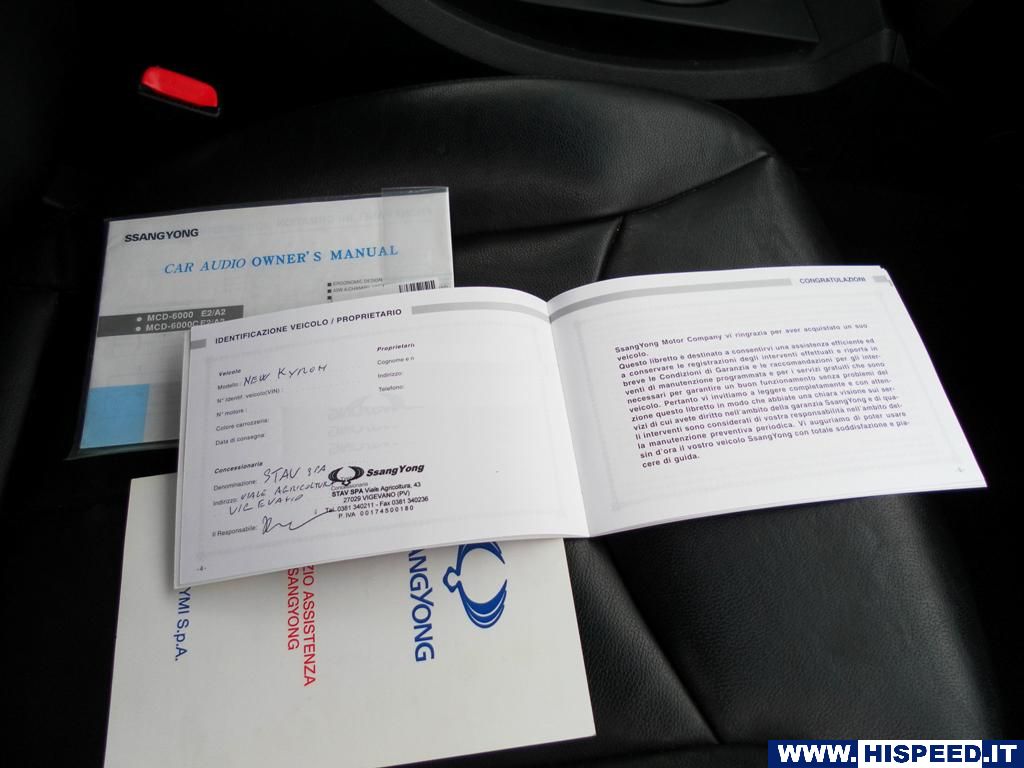 SSANGYONG
CAR AUDIO OWNER'S MANUAL
ERGONOMIC DESIGN
MCD-6000 E2/A2
MCD-6000C E2/A2
IDENTIFICAZIONE VEICOLO / PROPRIETARIO
Veicolo
Modello: NEW KYRON
N° identif. veicolo(VIN):
N° motore :
Colore carrozzeria:
Data di consegna:
Proprietario
Cognome e n
Indirizzo:
Telefono:
Concessionaria
Denominazione: STAV SPA
Indirizzo: VIALE AGRICOLTURA
VIGEVANO
Il Responsabile:
SsangYong
Concessionaria
STAV SPA Viale Agricoltura, 43
27029 VIGEVANO (PV)
Tel. 0381 340211 - Fax 0381 340236
P. IVA 00174500180
-4-
CONGRATULAZIONI
SsangYong Motor Company vi ringrazia per aver acquistato un suo
veicolo.
Questo libretto è destinato a consentirvi una assistenza efficiente ed
a conservare le registrazioni degli interventi effettuati e riporta in
breve le Condizioni di Garanzia e le raccomandazioni per gli inter-
venti di manutenzione programmata e per i servizi gratuiti che sono
necessari per garantire un buon funzionamento senza problemi del
veicolo. Pertanto vi invitiamo a leggere completamente e con atten-
zione questo libretto in modo che abbiate una chiara visione sui ser-
vizi di cui avete diritto nell'ambito della garanzia SsangYong e di qua-
li interventi sono considerati di vostra responsabilità nell'ambito del-
la manutenzione preventiva periodica. Vi auguriamo di poter usare
sin d'ora il vostro veicolo SsangYong con totale soddisfazione e pia-
cere di guida.
ANGYONG
ZIO ASSISTENZA
SANGYONG
YMI S.p.A.
WWW.HISPEED.IT